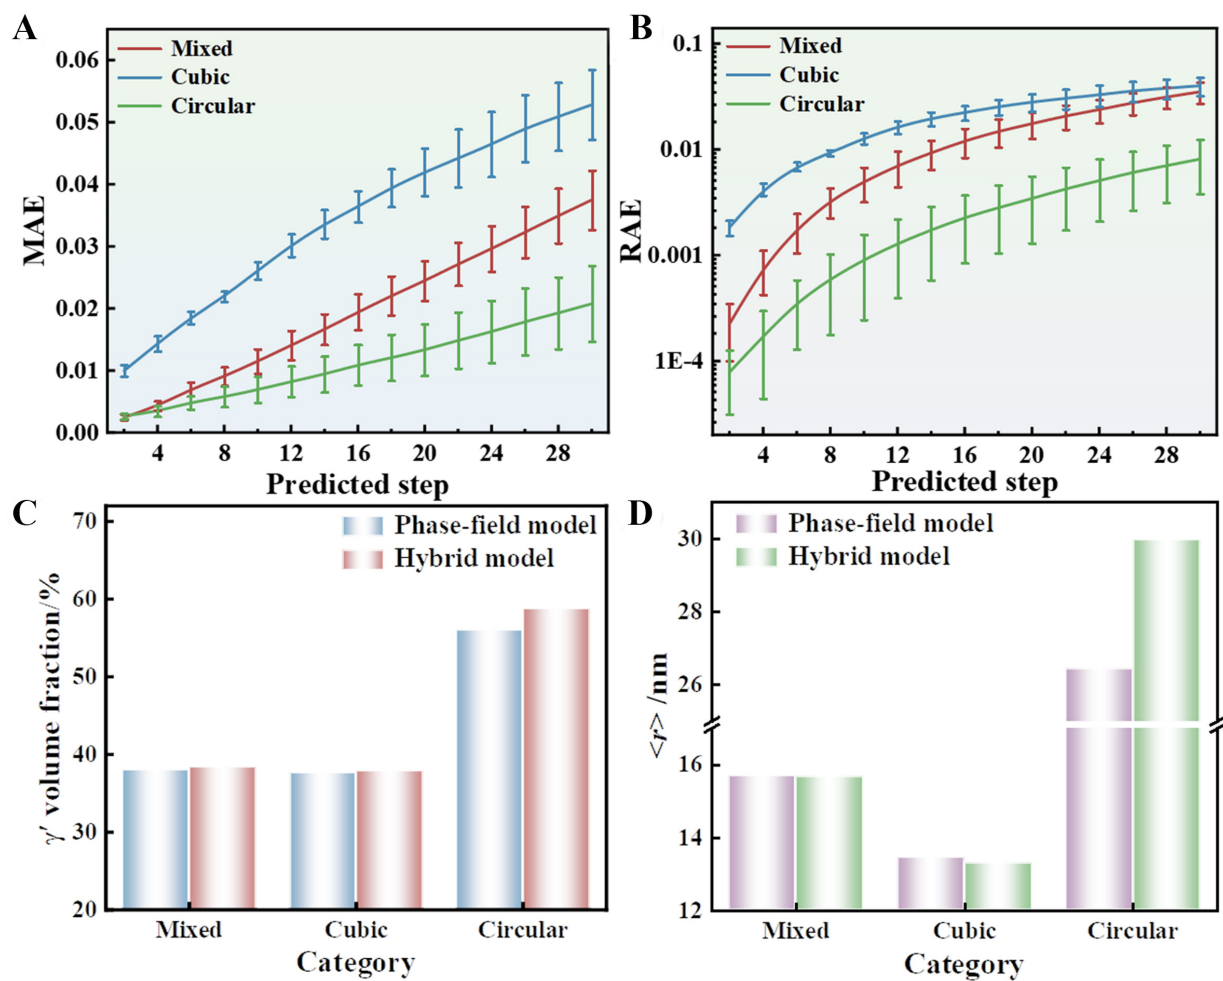 A
Mixed
Cubic
Circular
0.06
0.05
0.04
0.03
0.02
0.01
0.00
MAE
4 8 12 16 20 24 28
Predicted step
B
Mixed
Cubic
Circular
0.1
0.01
0.001
1E-4
RAE
4 8 12 16 20 24 28
Predicted step
C
Phase-field model
Hybrid model
70
60
50
40
30
20
γ′ volume fraction/%
Mixed Cubic Circular
Category
D
Phase-field model
Hybrid model
30
28
26
16
14
12
<r> /nm
Mixed Cubic Circular
Category